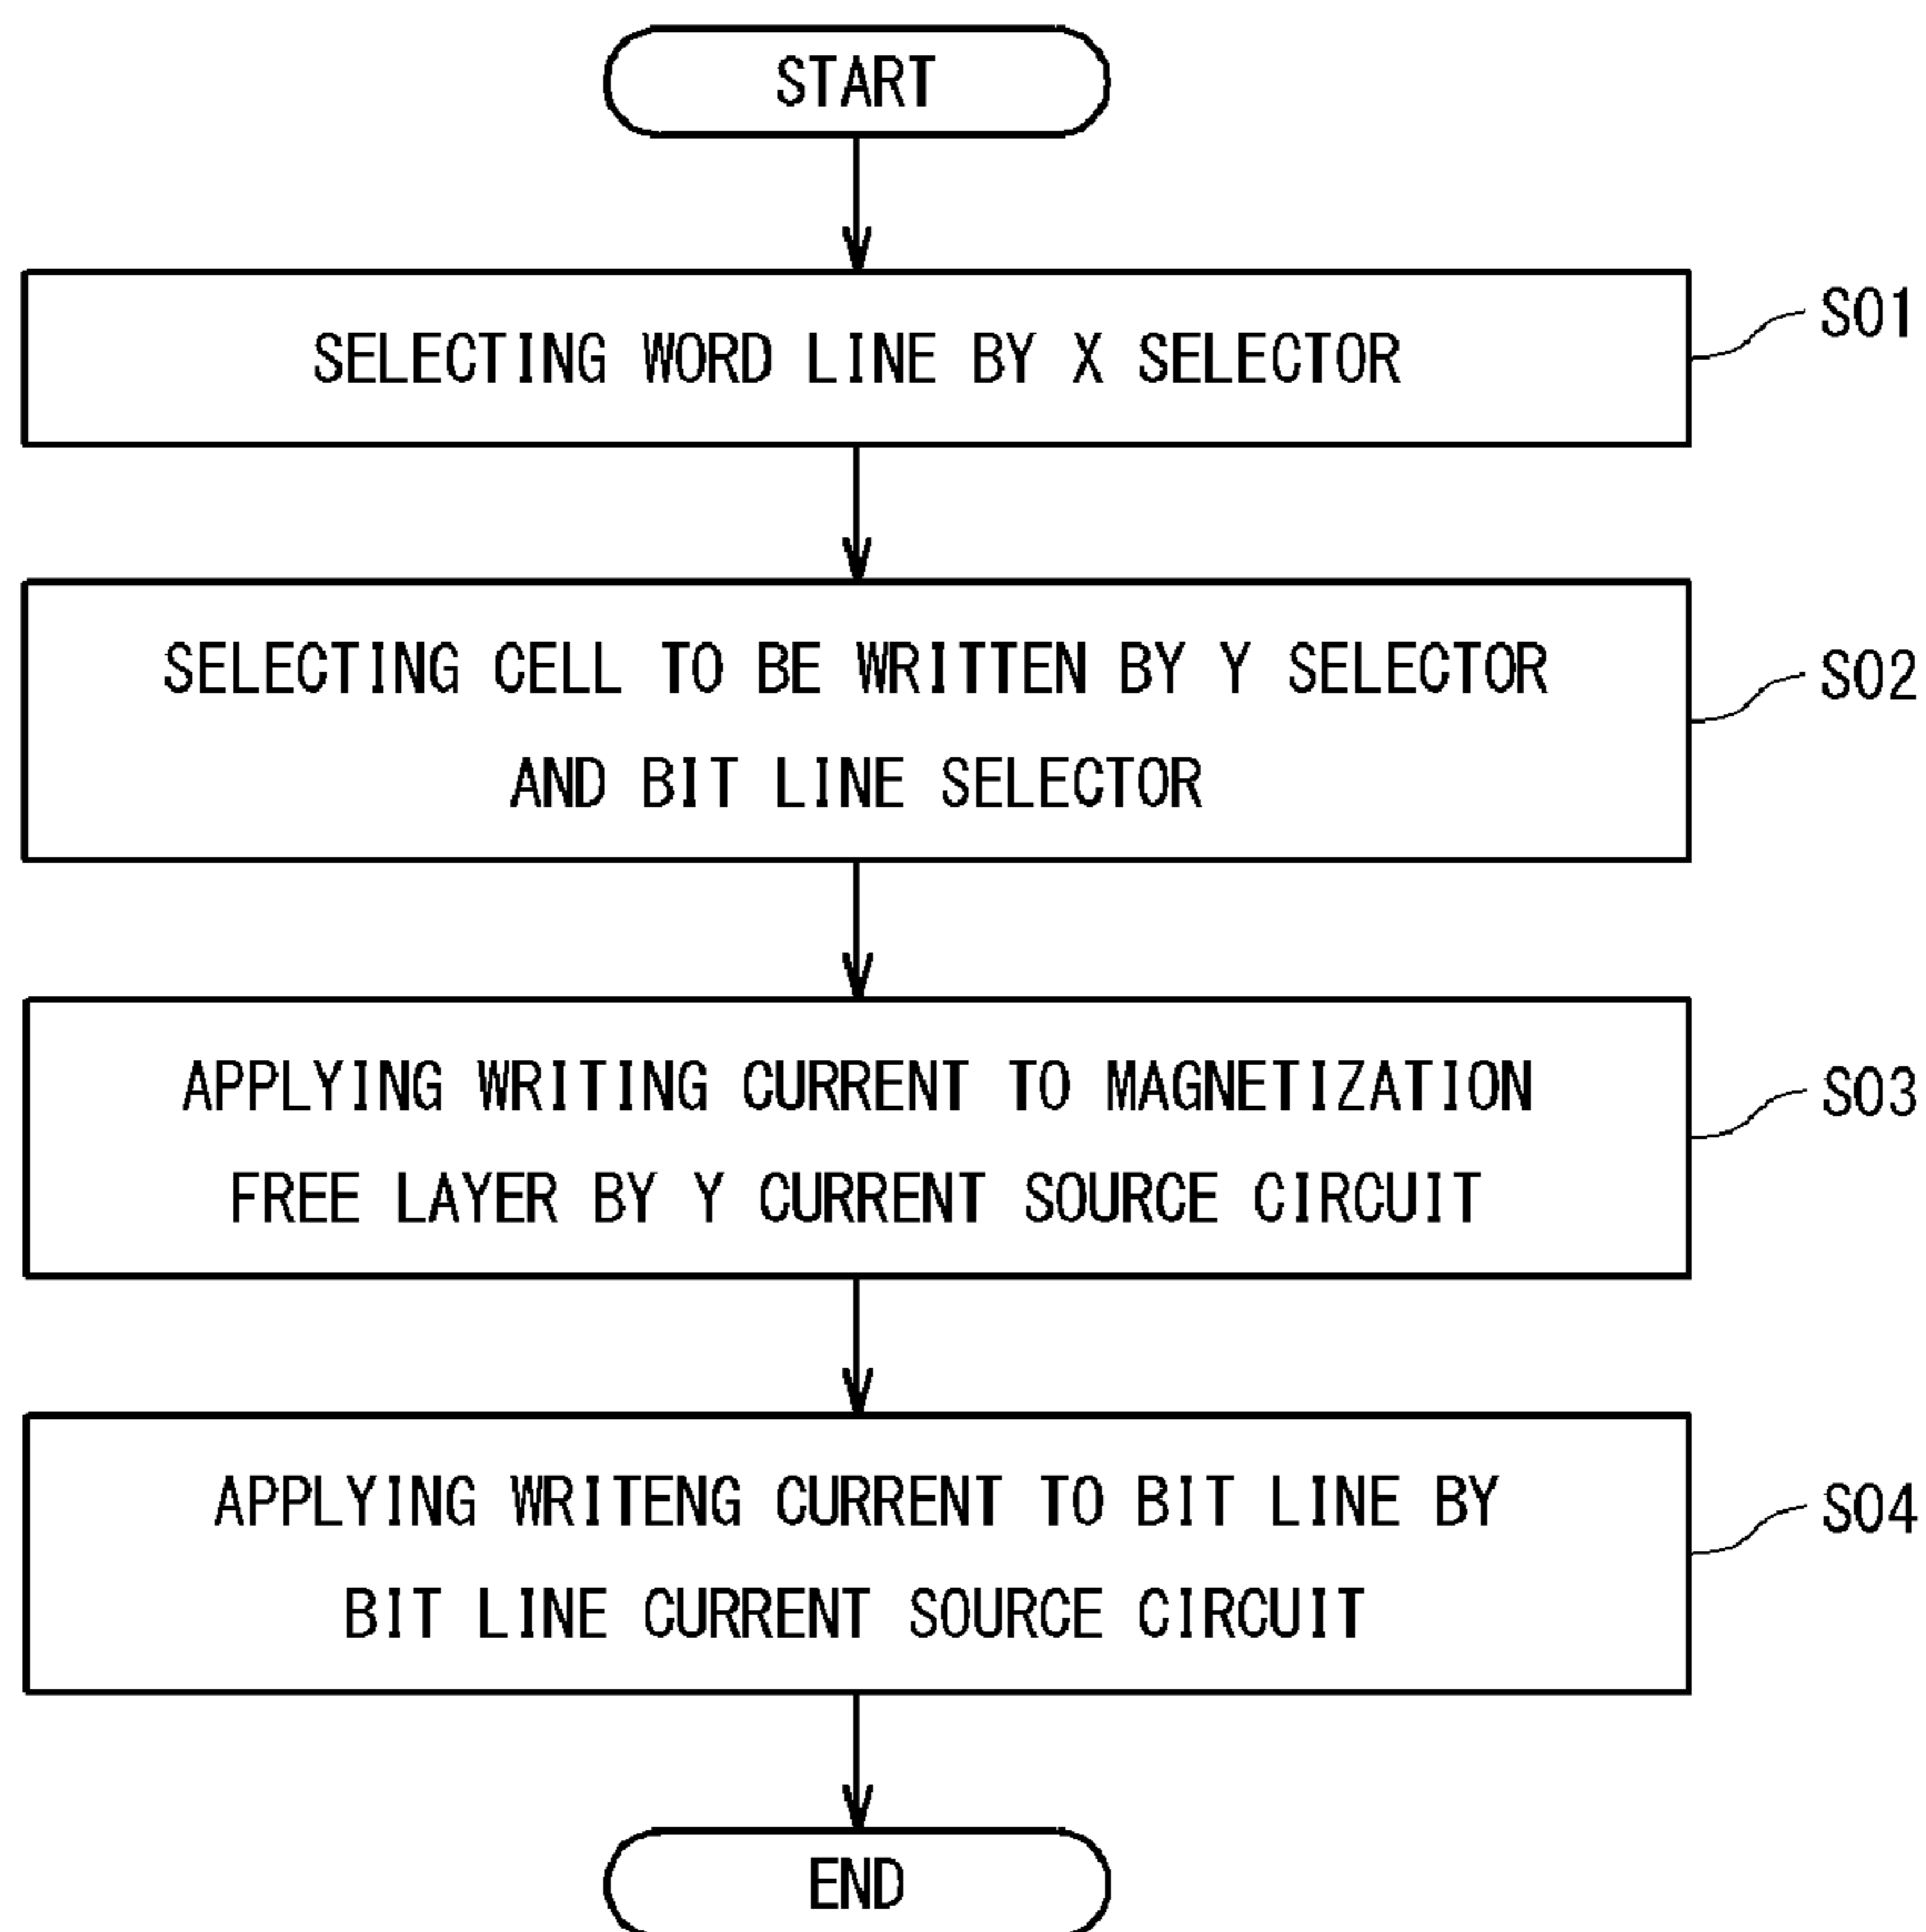 START
SELECTING WORD LINE BY X SELECTOR
S01
SELECTING CELL TO BE WRITTEN BY Y SELECTOR
AND BIT LINE SELECTOR
S02
APPLYING WRITING CURRENT TO MAGNETIZATION
FREE LAYER BY Y CURRENT SOURCE CIRCUIT
S03
APPLYING WRITENG CURRENT TO BIT LINE BY
BIT LINE CURRENT SOURCE CIRCUIT
S04
END